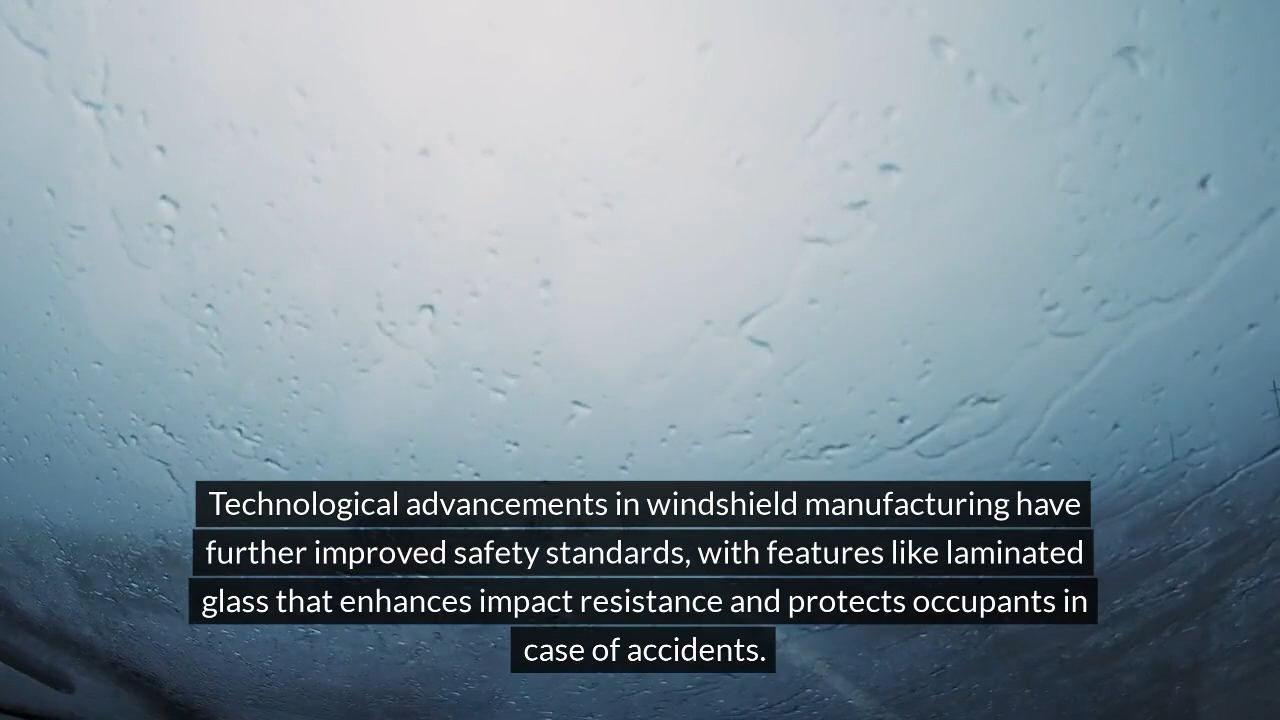 Technological advancements in windshield manufacturing have
further improved safety standards, with features like laminated
glass that enhances impact resistance and protects occupants in
case of accidents.